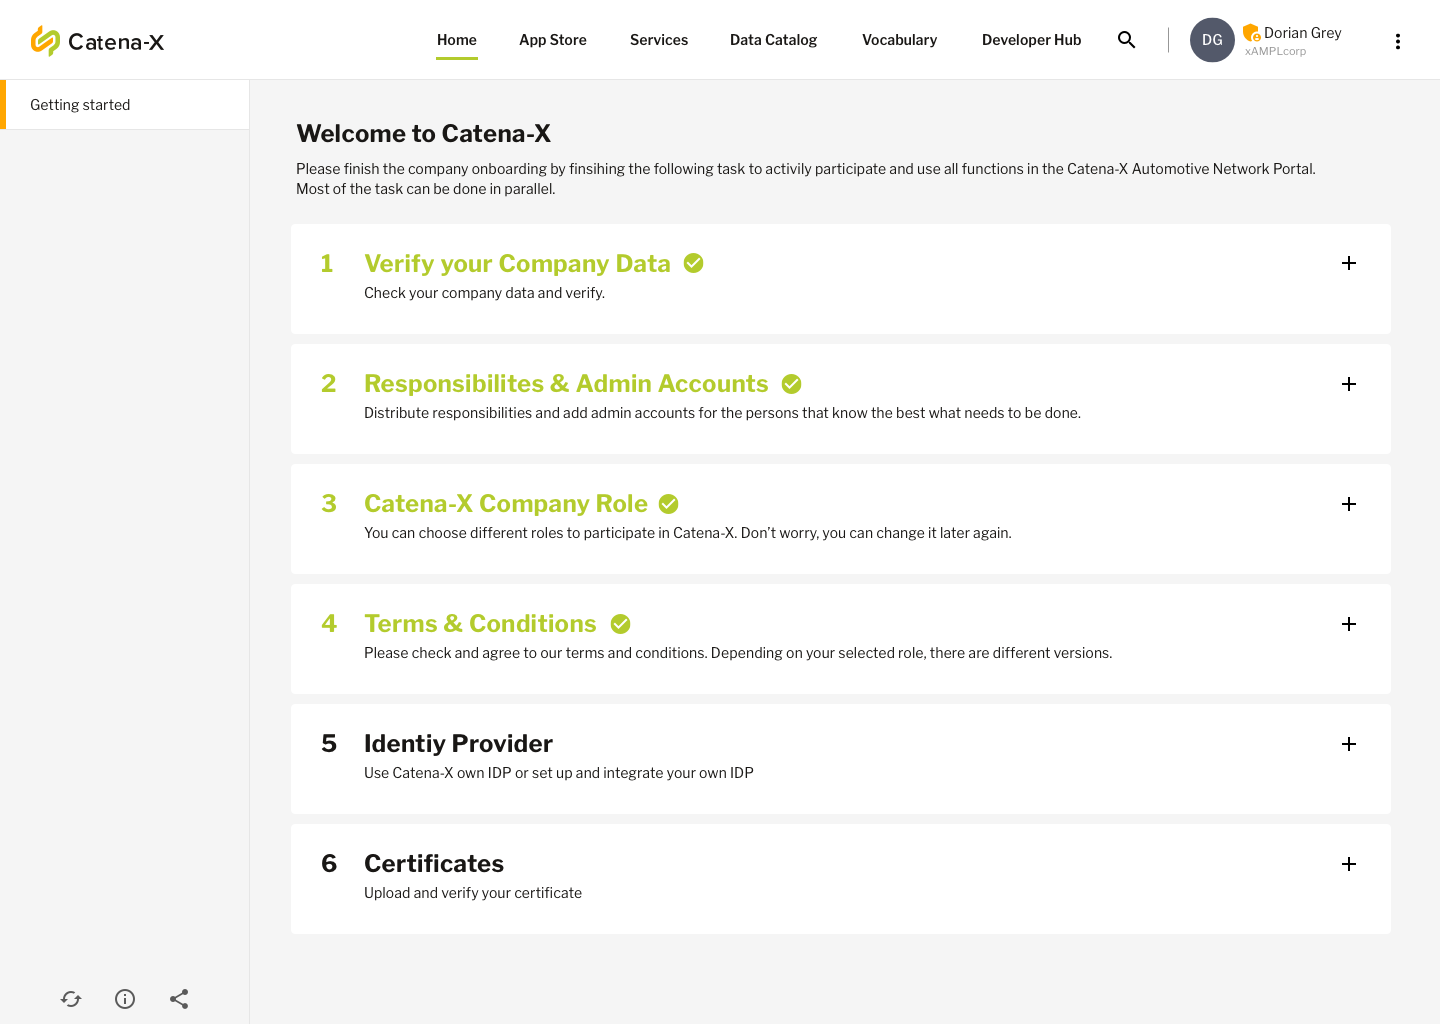 Catena-X
Home
App Store
Services
Data Catalog
Vocabulary
Developer Hub
DG
Dorian Grey
xAMPLcorp
Getting started
Welcome to Catena-X
Please finish the company onboarding by finsihing the following task to activily participate and use all functions in the Catena-X Automotive Network Portal.
Most of the task can be done in parallel.
1 Verify your Company Data
Check your company data and verify.
2 Responsibilites & Admin Accounts
Distribute responsibilities and add admin accounts for the persons that know the best what needs to be done.
3 Catena-X Company Role
You can choose different roles to participate in Catena-X. Don't worry, you can change it later again.
4 Terms & Conditions
Please check and agree to our terms and conditions. Depending on your selected role, there are different versions.
5 Identiy Provider
Use Catena-X own IDP or set up and integrate your own IDP
6 Certificates
Upload and verify your certificate